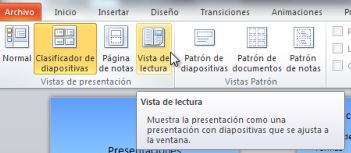 Archivo Inicio Insertar Diseño Transiciones Animaciones Present
Normal Clasificador de diapositivas Página de notas Vista de lectura Patrón de diapositivas Patrón de documentos Patrón de notas
Vistas de presentación Vistas Patrón
Vista de lectura
Muestra la presentación como una
presentación con diapositivas que se ajusta a
la ventana.
Presentaciones